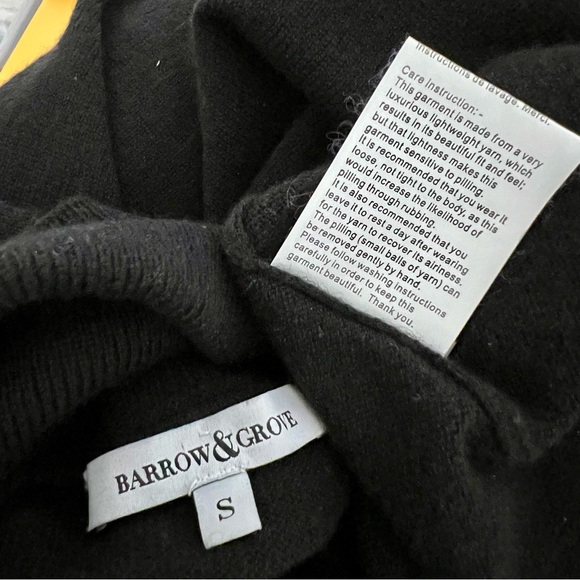 Instructions de lavage. Merci.
Care Instruction: -
This garment is made from a very
luxurious lightweight yarn, which
results in its beautiful fit and feel;
but that lightness makes this
garment sensitive to pilling.
It is recommended that you wear it
loose, not tight to the body, as this
would increase the likelihood of
pilling through rubbing.
It is also recommended that you
leave it to rest a day after wearing
for the yarn to recover its airness.
The pilling (small balls of yarn) can
be removed gently by hand.
Please follow washing instructions
carefully in order to keep this
garment beautiful. Thank you.
BARROW&GROVE
S